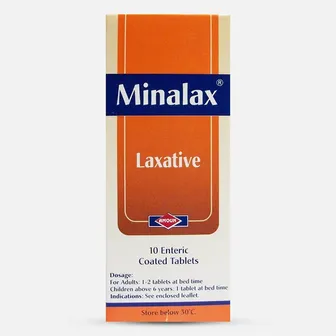 Minalax®
Laxative
AMOUN
10 Enteric
Coated Tablets
Dosage:
For Adults: 1-2 tablets at bed time
Children above 6 years: 1 tablet at bed time
Indications: See enclosed leaflet.
Store below 30°C